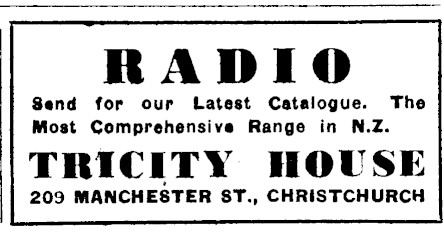 RADIO
Send for our Latest Catalogue. The
Most Comprehensive Range in N.Z.
TRICITY HOUSE
209 MANCHESTER ST., CHRISTCHURCH